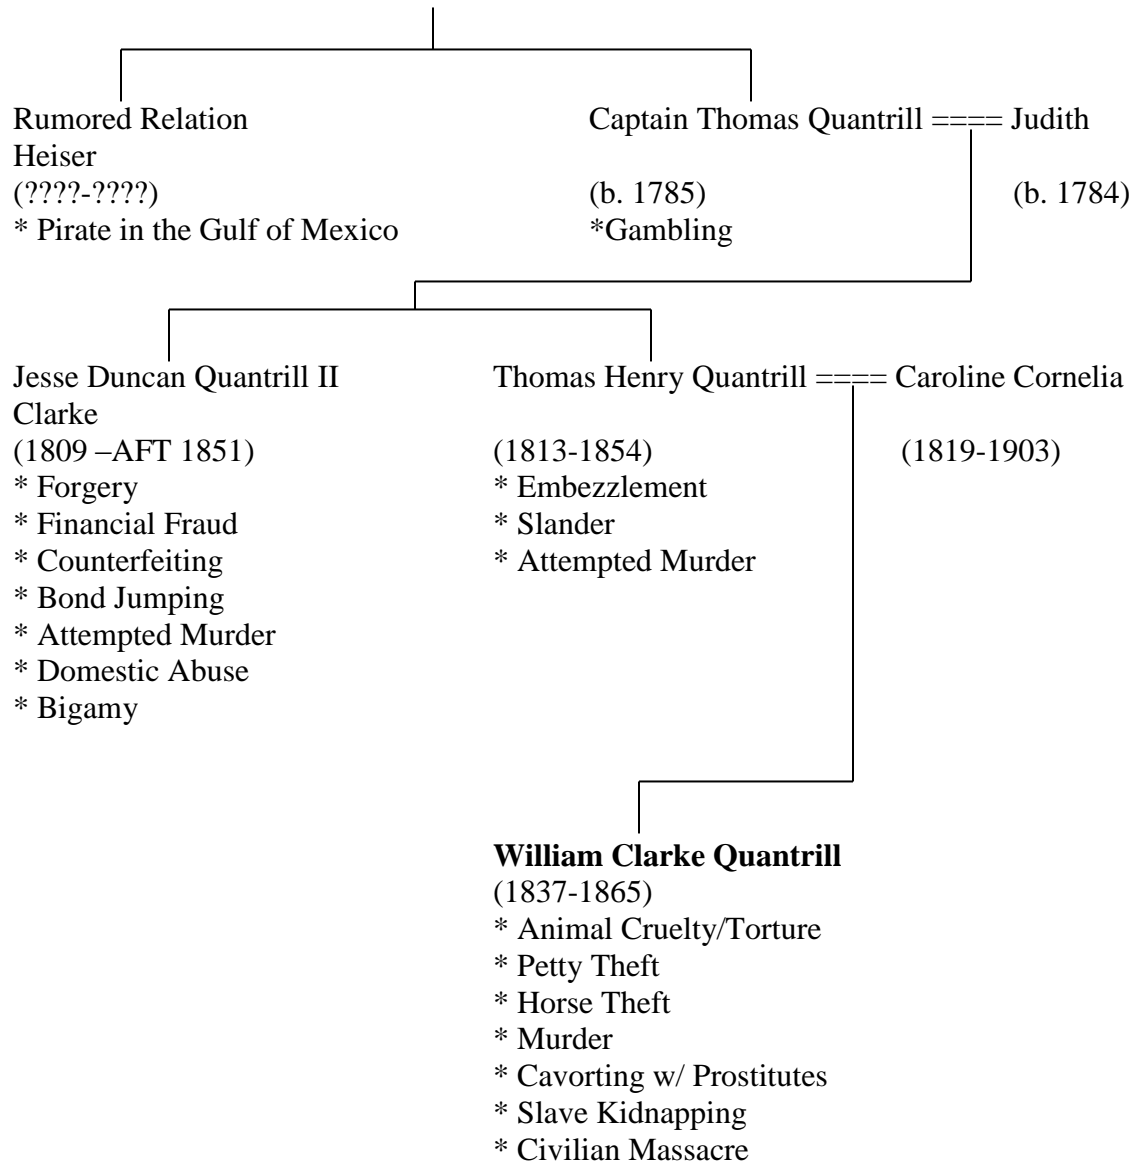 Rumored Relation Captain Thomas Quantrill ==== Judith
Heiser
(????-????) (b. 1785) (b. 1784)
* Pirate in the Gulf of Mexico *Gambling
Jesse Duncan Quantrill II Thomas Henry Quantrill ==== Caroline Cornelia
Clarke
(1809 –AFT 1851) (1813-1854) (1819-1903)
* Forgery * Embezzlement
* Financial Fraud * Slander
* Counterfeiting * Attempted Murder
* Bond Jumping
* Attempted Murder
* Domestic Abuse
* Bigamy
William Clarke Quantrill
(1837-1865)
* Animal Cruelty/Torture
* Petty Theft
* Horse Theft
* Murder
* Cavorting w/ Prostitutes
* Slave Kidnapping
* Civilian Massacre